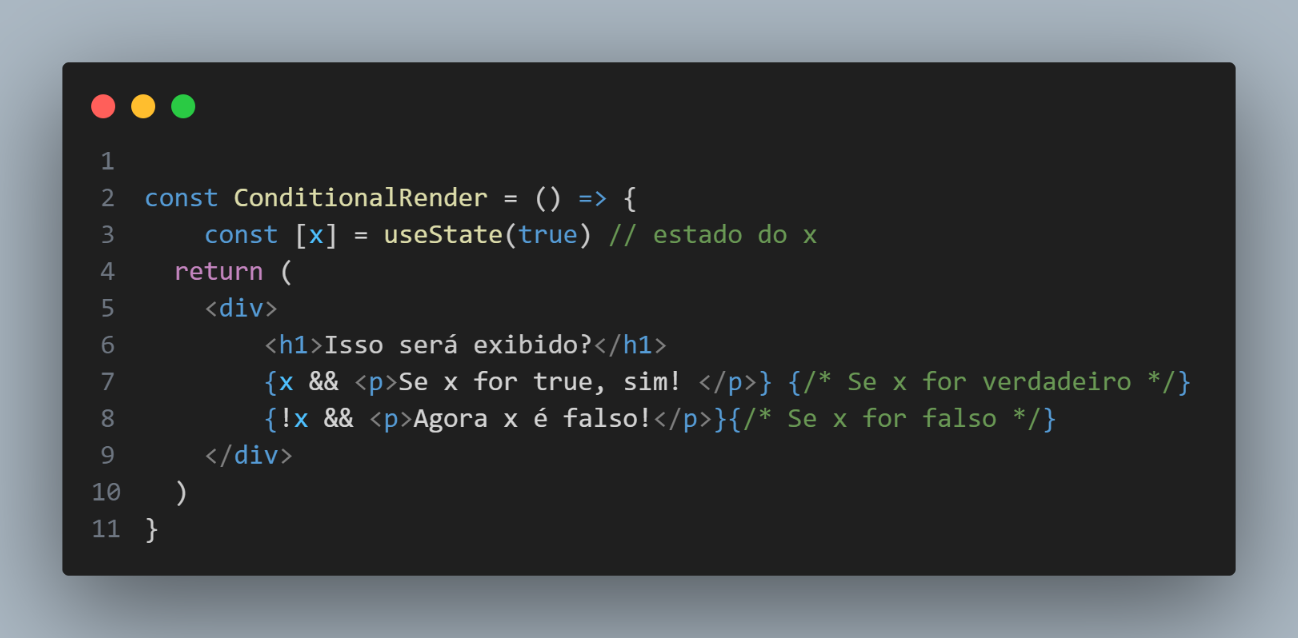 1
2 const ConditionalRender = () => {
3 const [x] = useState(true) // estado do x
4 return (
5 <div>
6 <h1>Isso será exibido?</h1>
7 {x && <p>Se x for true, sim! </p>} {/* Se x for verdadeiro */}
8 {!x && <p>Agora x é falso!</p>}{/* Se x for falso */}
9 </div>
10 )
11 }